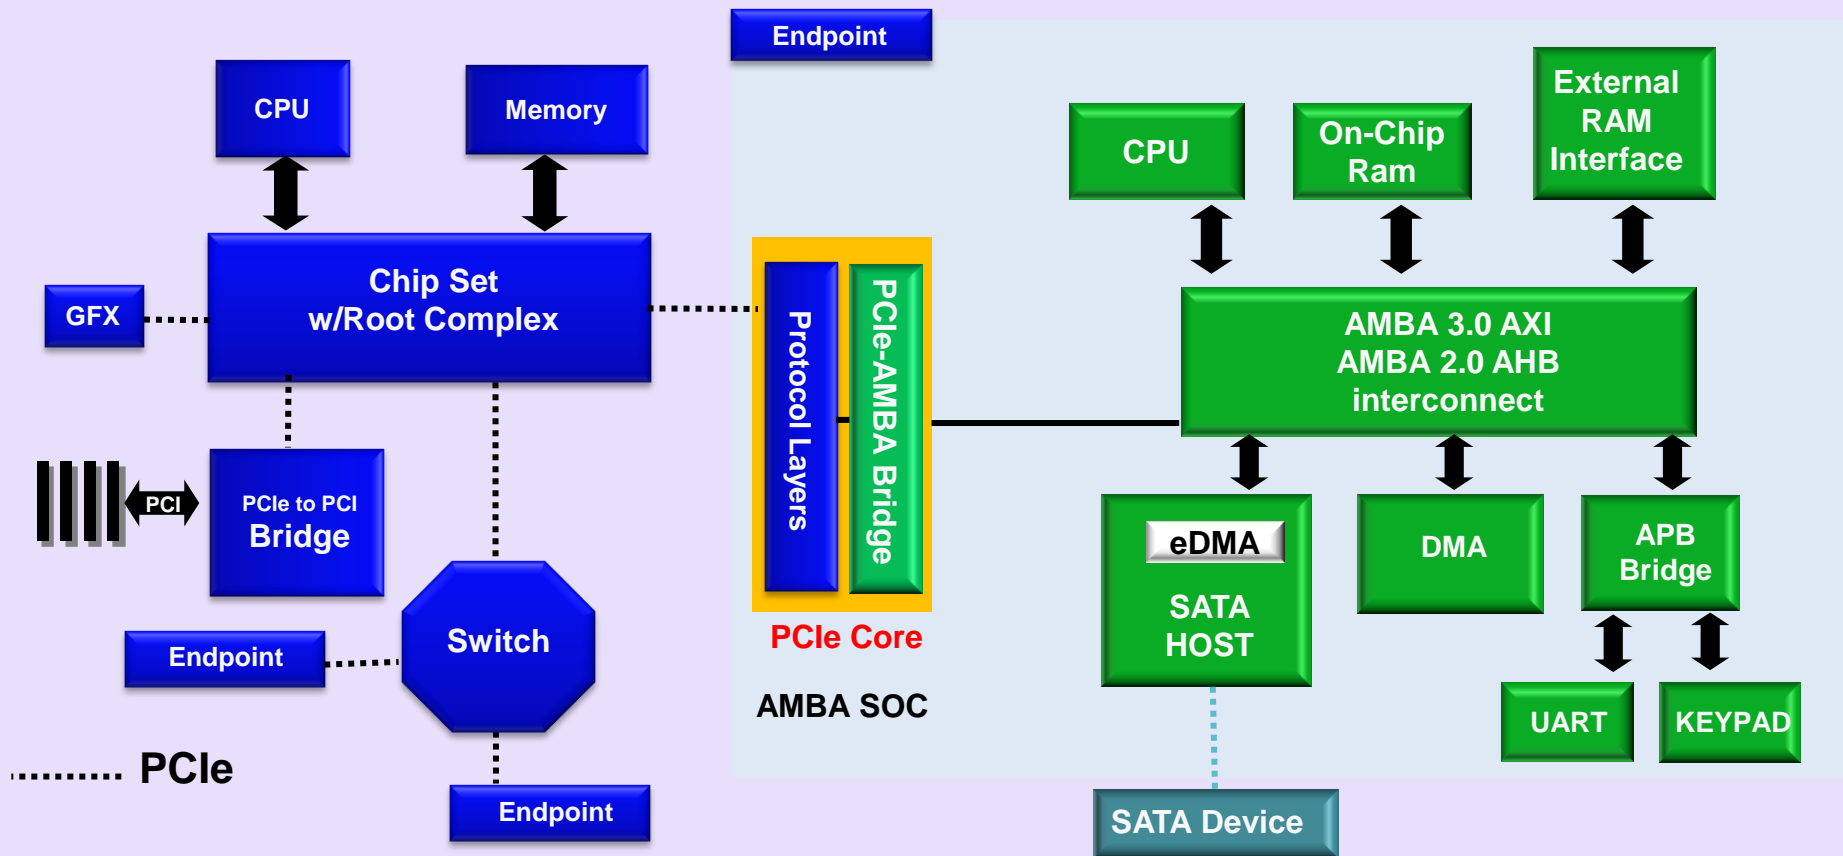 Endpoint
CPU
Memory
Chip Set
w/Root Complex
GFX
PCI
PCIe to PCI
Bridge
Switch
Endpoint
Endpoint
PCIe
Protocol Layers
PCIe-AMBA Bridge
PCIe Core
AMBA SOC
CPU
On-Chip
Ram
External
RAM
Interface
AMBA 3.0 AXI
AMBA 2.0 AHB
interconnect
eDMA
SATA
HOST
DMA
APB
Bridge
UART
KEYPAD
SATA Device